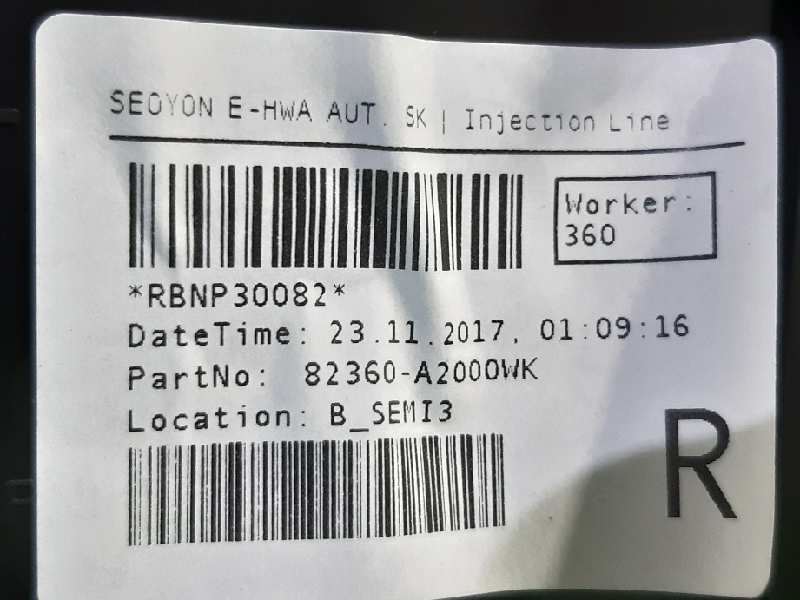 SEOYON E-HWA AUT. SK | Injection Line
Worker:
360
*RBNP30082*
DateTime: 23.11.2017, 01:09:16
PartNo: 82360-A2000WK
Location: B_SEMI3
R